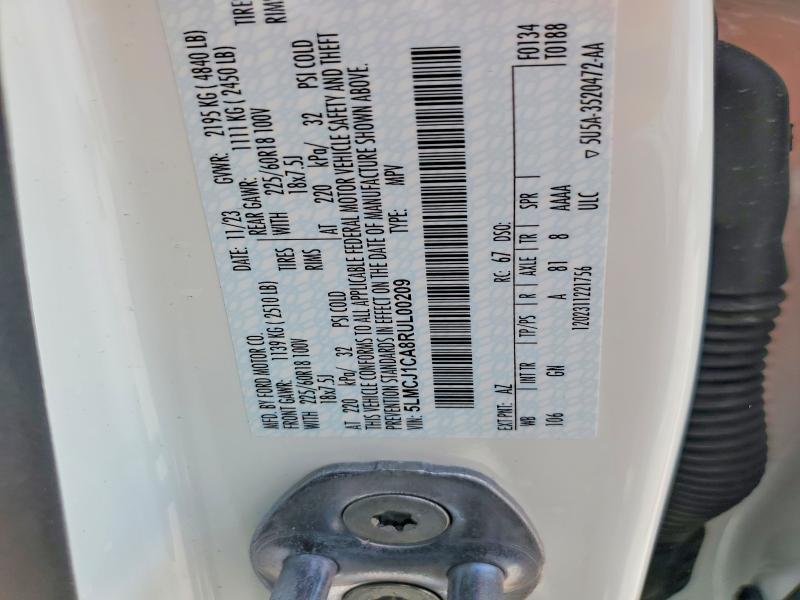 MFD. BY FORD MOTOR CO.
DATE: 11/23 GVWR: 2195 KG ( 4840 LB)
FRONT GAWR: 1139 KG (2510 LB) REAR GAWR: 1111 KG ( 2450 LB)
WITH 225/60R18 100V TIRES WITH 225/60R18 100V TIRE
18x7.5J RIMS 18x7.5J RIM
AT 220 kPa/ 32 PSI COLD AT 220 kPa/ 32 PSI COLD
THIS VEHICLE CONFORMS TO ALL APPLICABLE FEDERAL MOTOR VEHICLE SAFETY AND THEFT
PREVENTION STANDARDS IN EFFECT ON THE DATE OF MANUFACTURE SHOWN ABOVE.
VIN: 5LMCJ1CA8RUL00209 TYPE: MPV
F0134
T0188
EXT PNT: AZ RC: 67 DSO:
WB INT TR TP/PS R AXLE TR SPR
106 GN A 81 8 AAAA
1202311221756 ULC
▽ 5U5A-3520472-AA